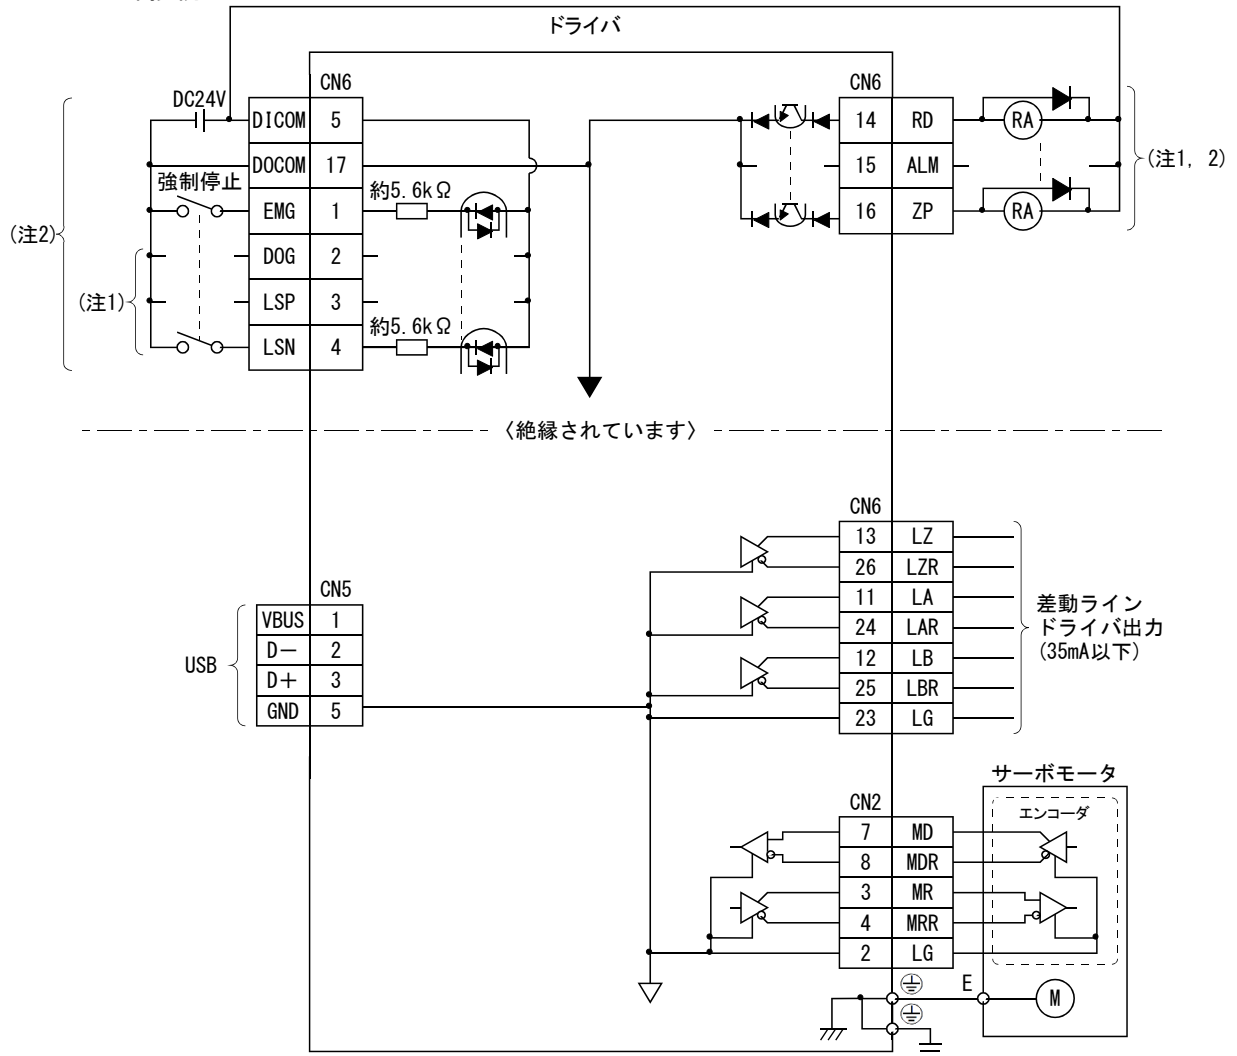 ドライバ
CN6
CN6
DC24V
DICOM 5
DOCOM 17
強制停止
EMG 1
約5.6kΩ
DOG 2
LSP 3
LSN 4
約5.6kΩ
(注2)
(注1)
14 RD
RA
15 ALM
16 ZP
RA
(注1, 2)
〈絶縁されています〉
CN6
13 LZ
26 LZR
11 LA
24 LAR
12 LB
25 LBR
23 LG
差動ライン
ドライバ出力
(35mA以下)
CN5
USB
VBUS 1
D− 2
D+ 3
GND 5
サーボモータ
エンコーダ
CN2
7 MD
8 MDR
3 MR
4 MRR
2 LG
E
M